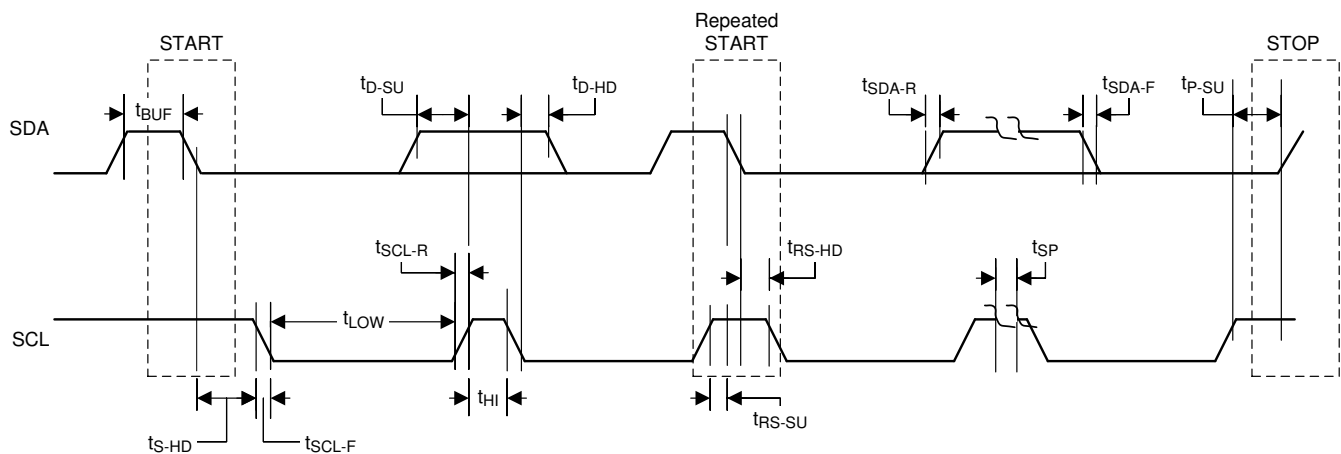 Repeated
START
START
STOP
tD-SU
tD-HD
tSDA-R
tSDA-F
tP-SU
tBUF
SDA
tSCL-R
tRS-HD
tSP
tLOW
SCL
tHI
tRS-SU
tS-HD
tSCL-F